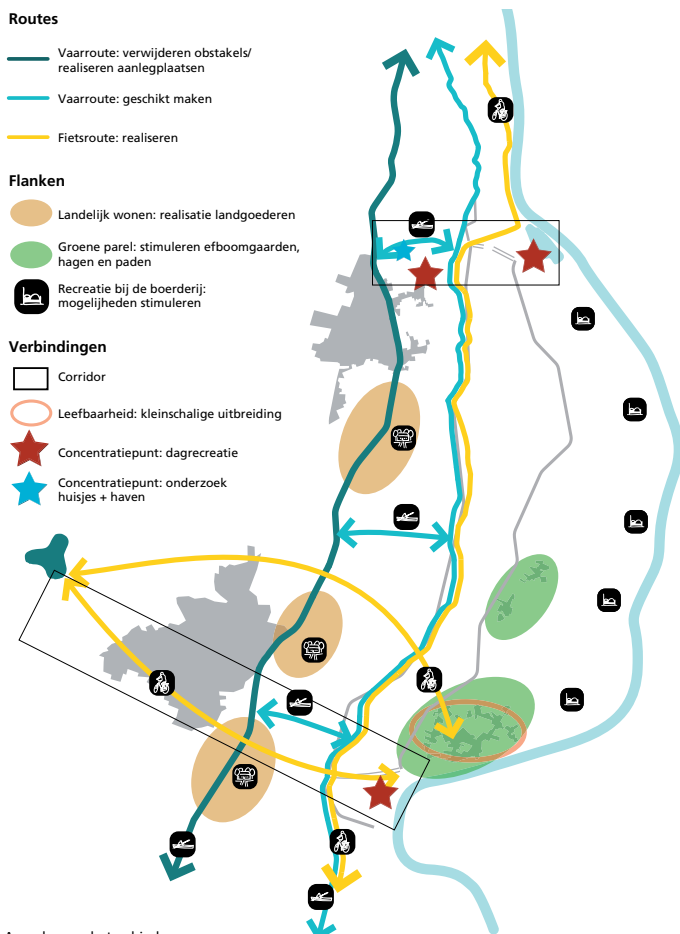 Routes
Vaarroute: verwijderen obstakels/
realiseren aanlegplaatsen
Vaarroute: geschikt maken
Fietsroute: realiseren
Flanken
Landelijk wonen: realisatie landgoederen
Groene parel: stimuleren efboomgaarden,
hagen en paden
Recreatie bij de boerderij:
mogelijheden stimuleren
Verbindingen
Corridor
Leefbaarheid: kleinschalige uitbreiding
Concentratiepunt: dagrecreatie
Concentratiepunt: onderzoek
huisjes + haven